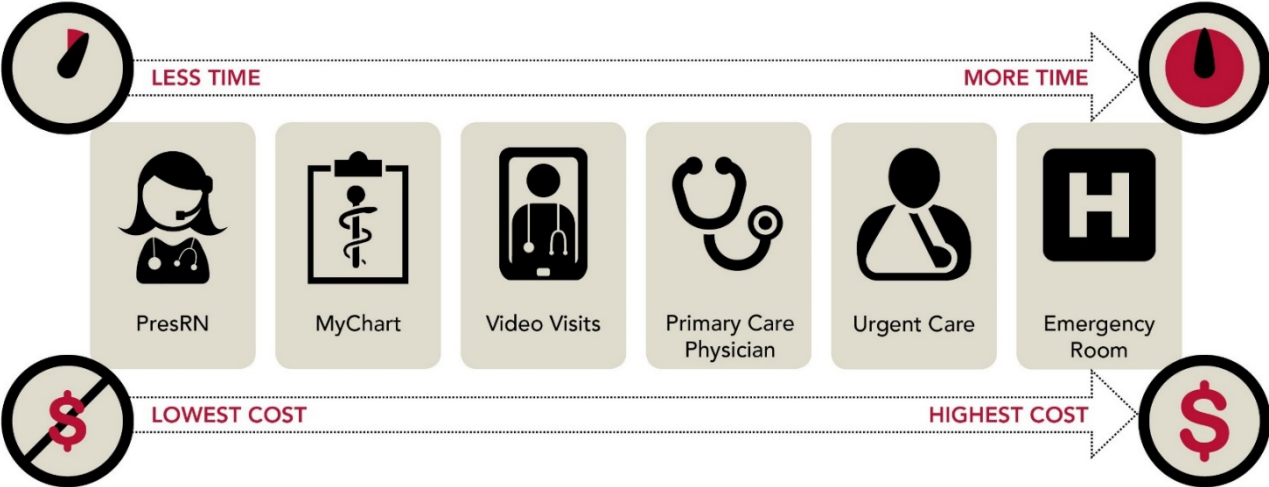 LESS TIME
MORE TIME
PresRN
MyChart
Video Visits
Primary Care
Physician
Urgent Care
H
Emergency
Room
$
LOWEST COST
HIGHEST COST
$